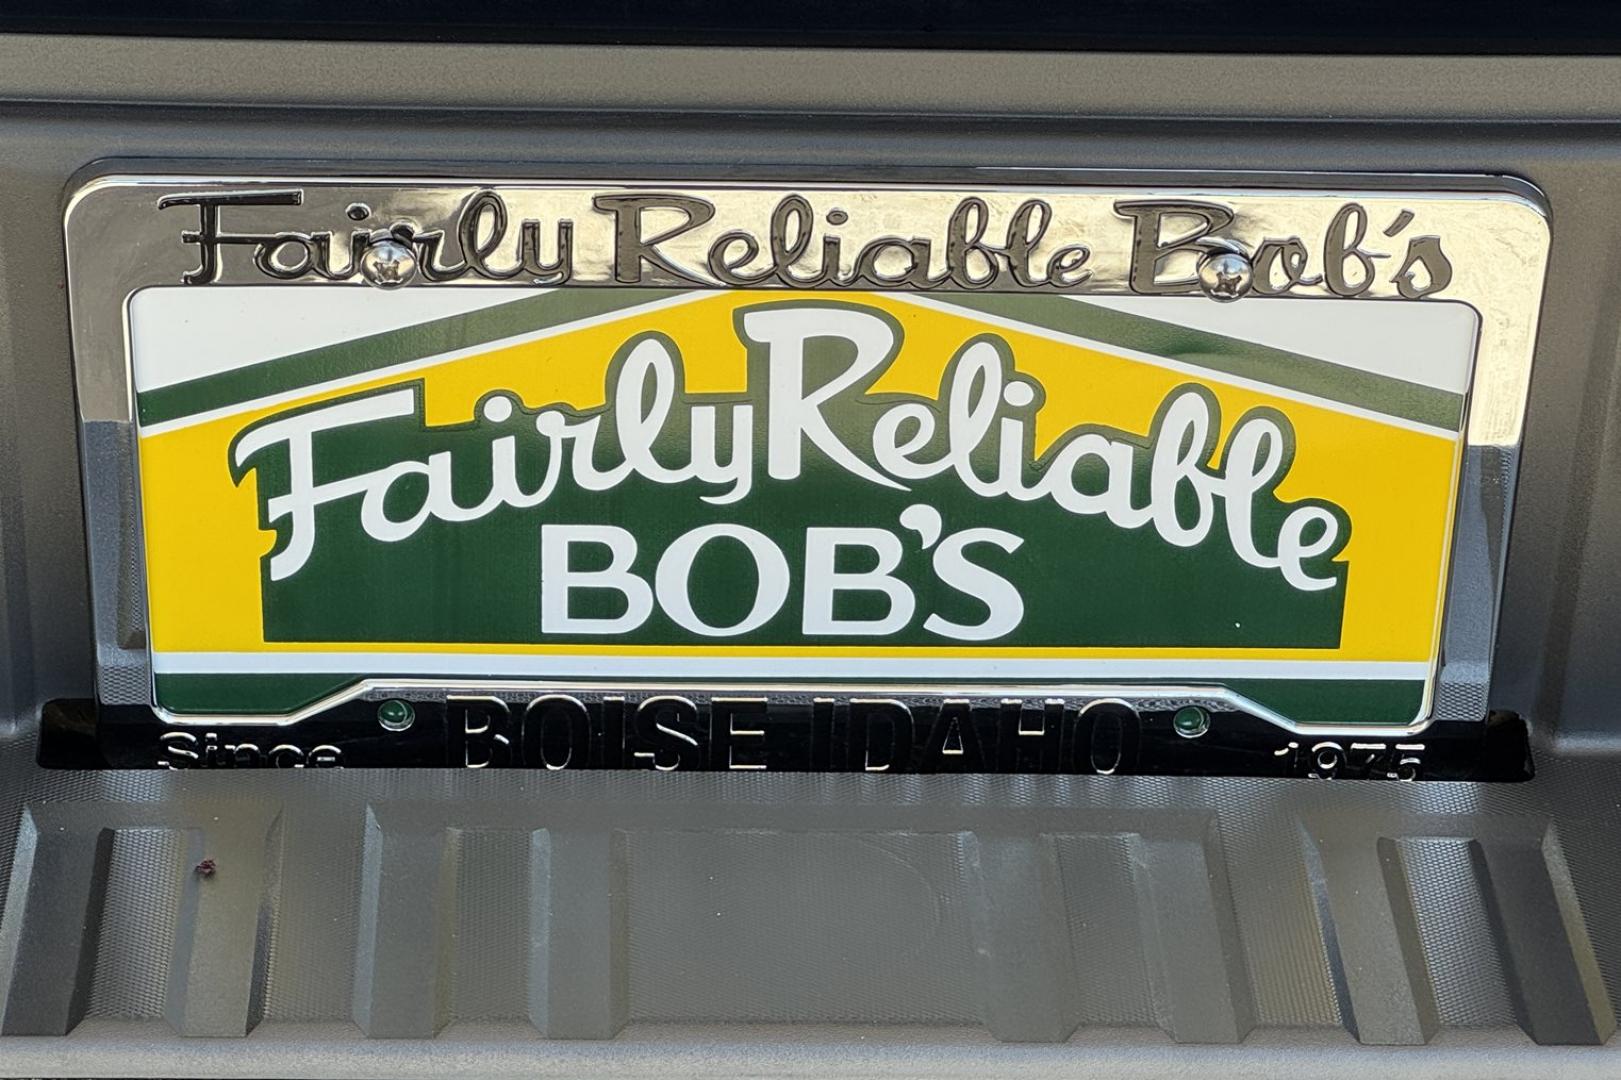 Fairly Reliable Bob's
Fairly Reliable
BOB'S
BOISE IDAHO
Since 1975